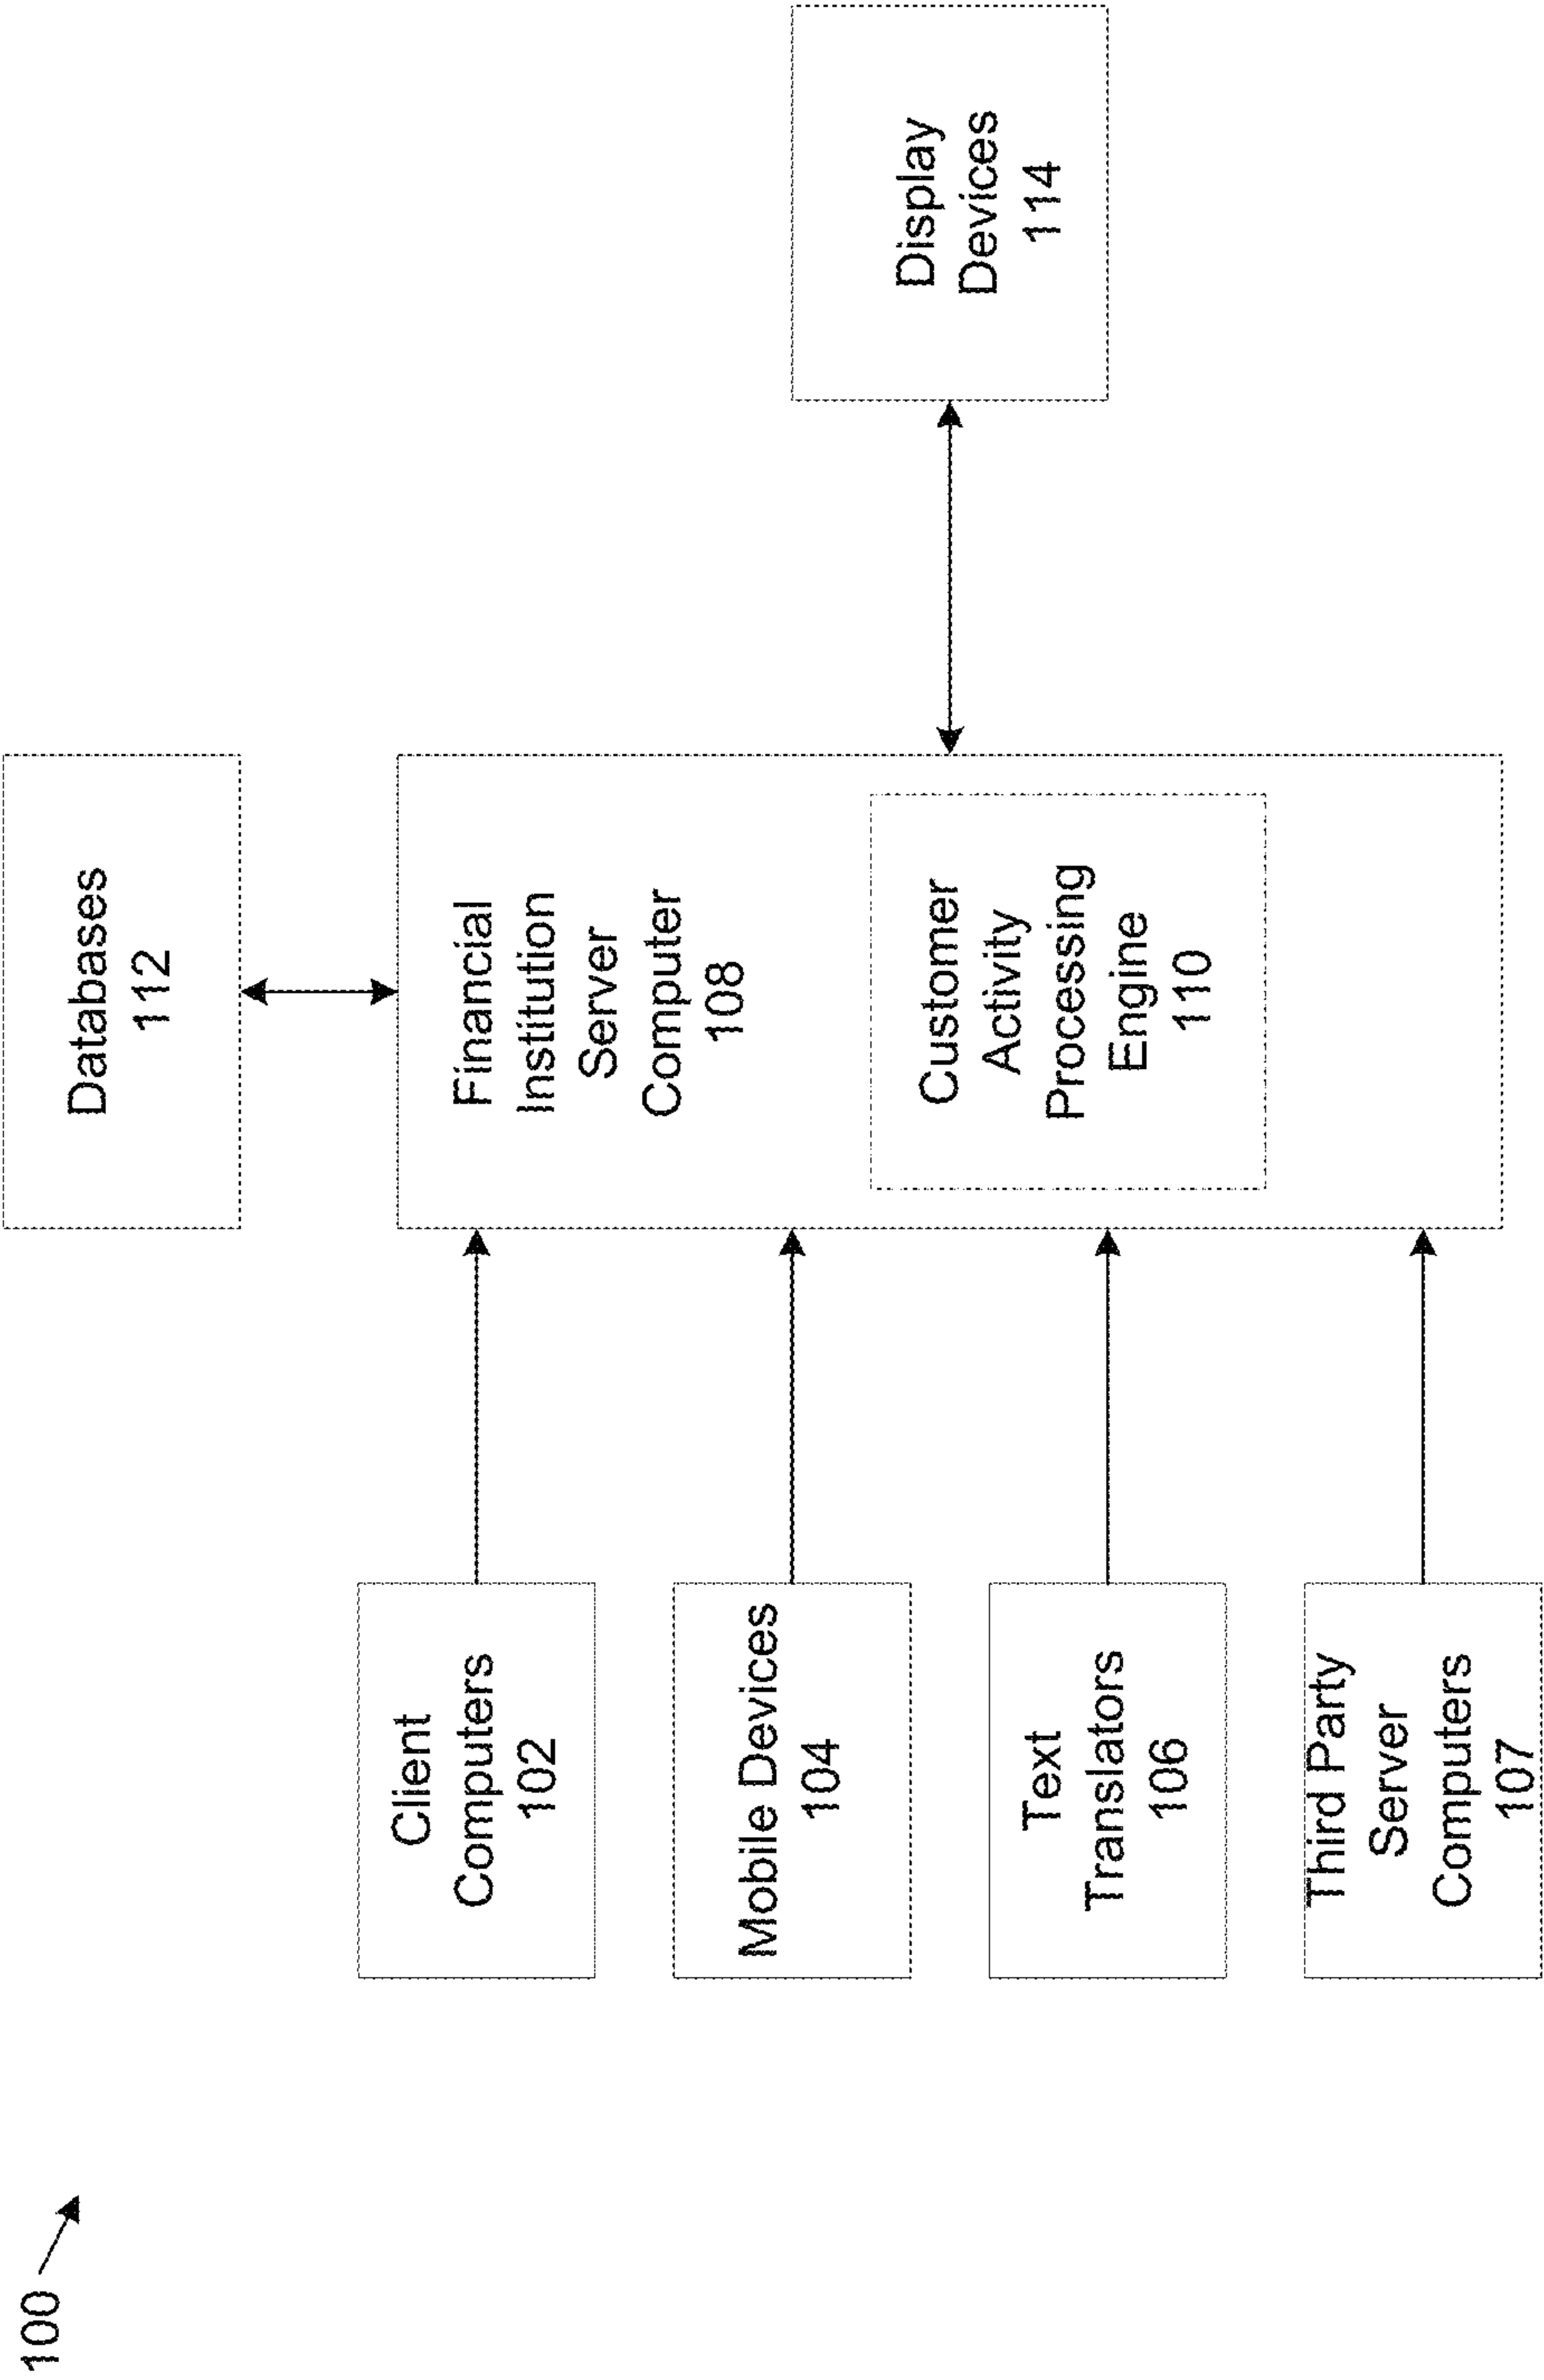 100
Databases
112
Client
Computers
102
Mobile Devices
104
Text
Translators
106
Third Party
Server
Computers
107
Financial
Institution
Server
Computer
108
Customer
Activity
Processing
Engine
110
Display
Devices
114